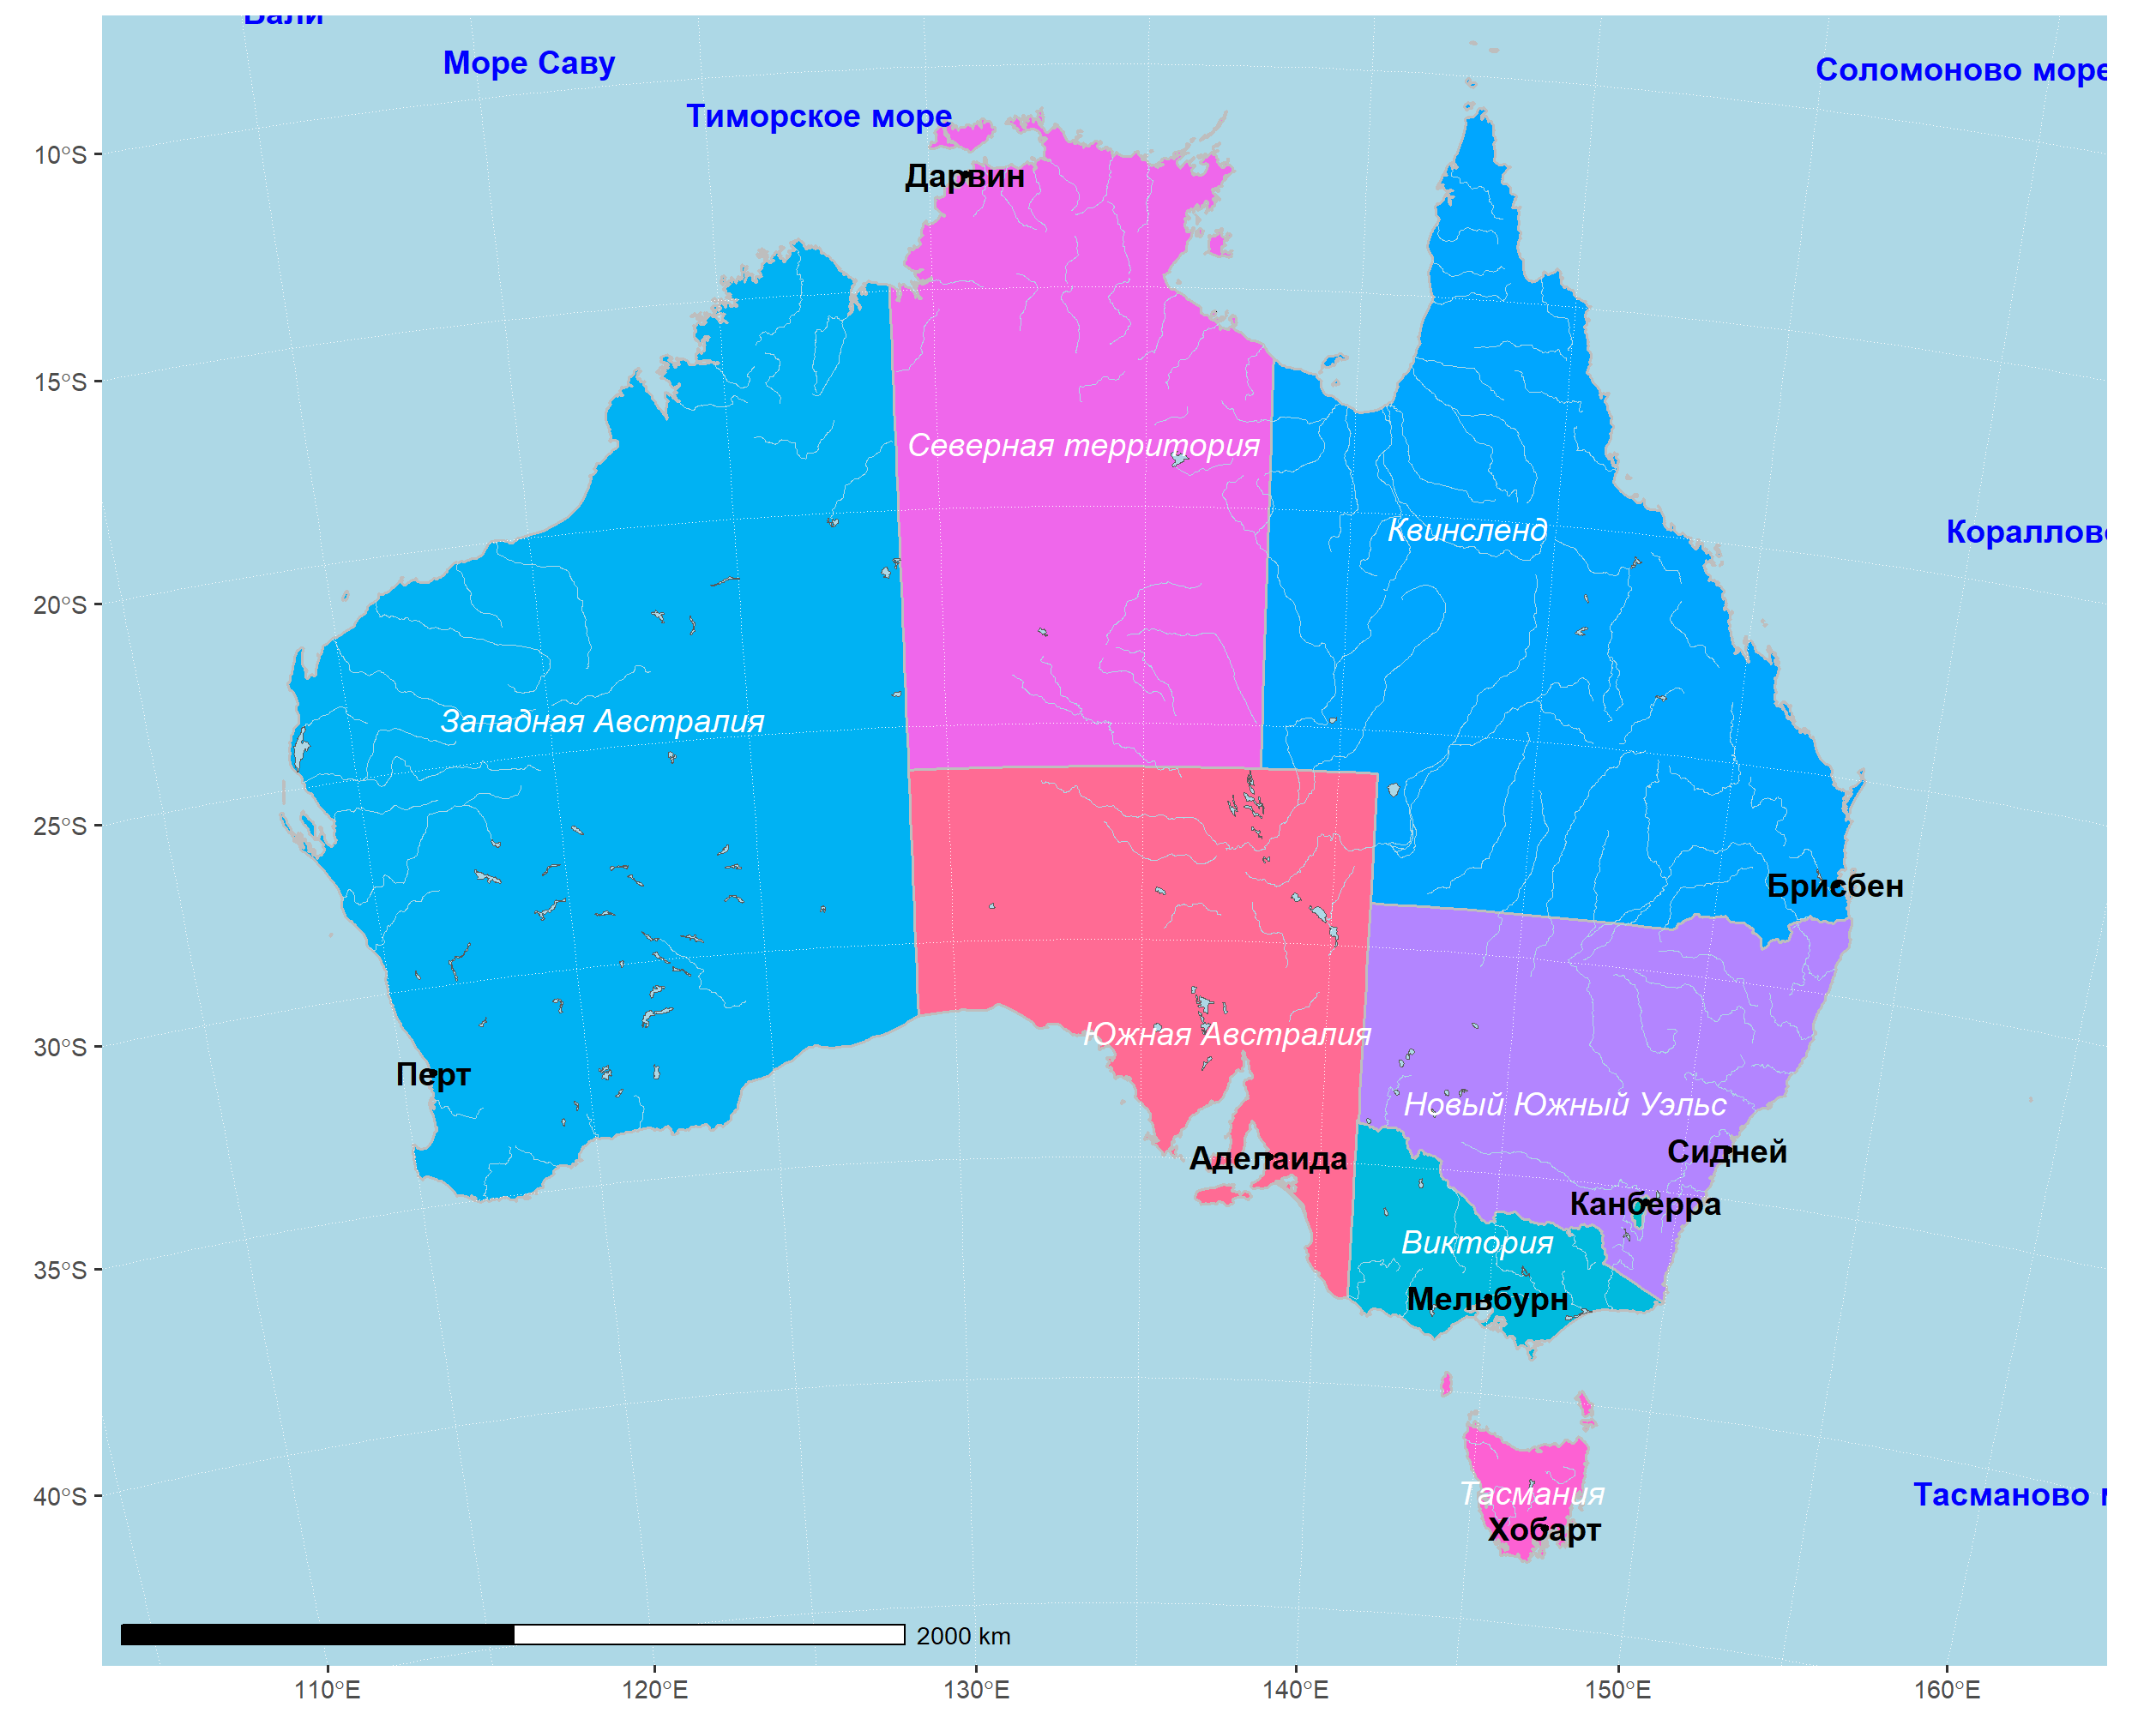 Бали
Море Саву
Соломоново море
Тиморское море
10°S
Дарвин
15°S
Северная территория
Квинсленд
Кораллово
20°S
Западная Австралия
25°S
Брисбен
30°S
Южная Австралия
Перт
Новый Южный Уэльс
Сидней
Аделаида
Канберра
Виктория
35°S
Мельбурн
Тасмания
40°S
Тасманово м
Хобарт
2000 km
110°E
120°E
130°E
140°E
150°E
160°E